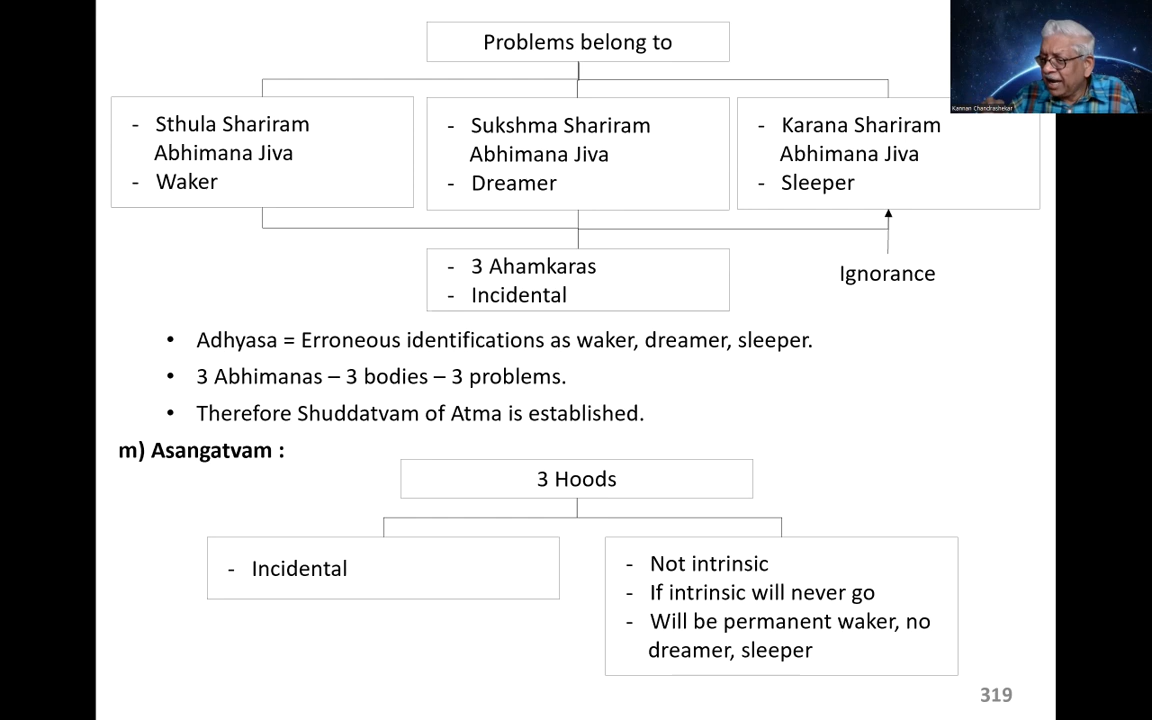 Problems belong to
Kannan Chandrashekar
- Sthula Shariram
Abhimana Jiva
- Waker
- Sukshma Shariram
Abhimana Jiva
- Dreamer
- Karana Shariram
Abhimana Jiva
- Sleeper
- 3 Ahamkaras
- Incidental
Ignorance
• Adhyasa = Erroneous identifications as waker, dreamer, sleeper.
• 3 Abhimanas – 3 bodies – 3 problems.
• Therefore Shuddatvam of Atma is established.
m) Asangatvam :
3 Hoods
- Incidental
- Not intrinsic
- If intrinsic will never go
- Will be permanent waker, no
dreamer, sleeper
319